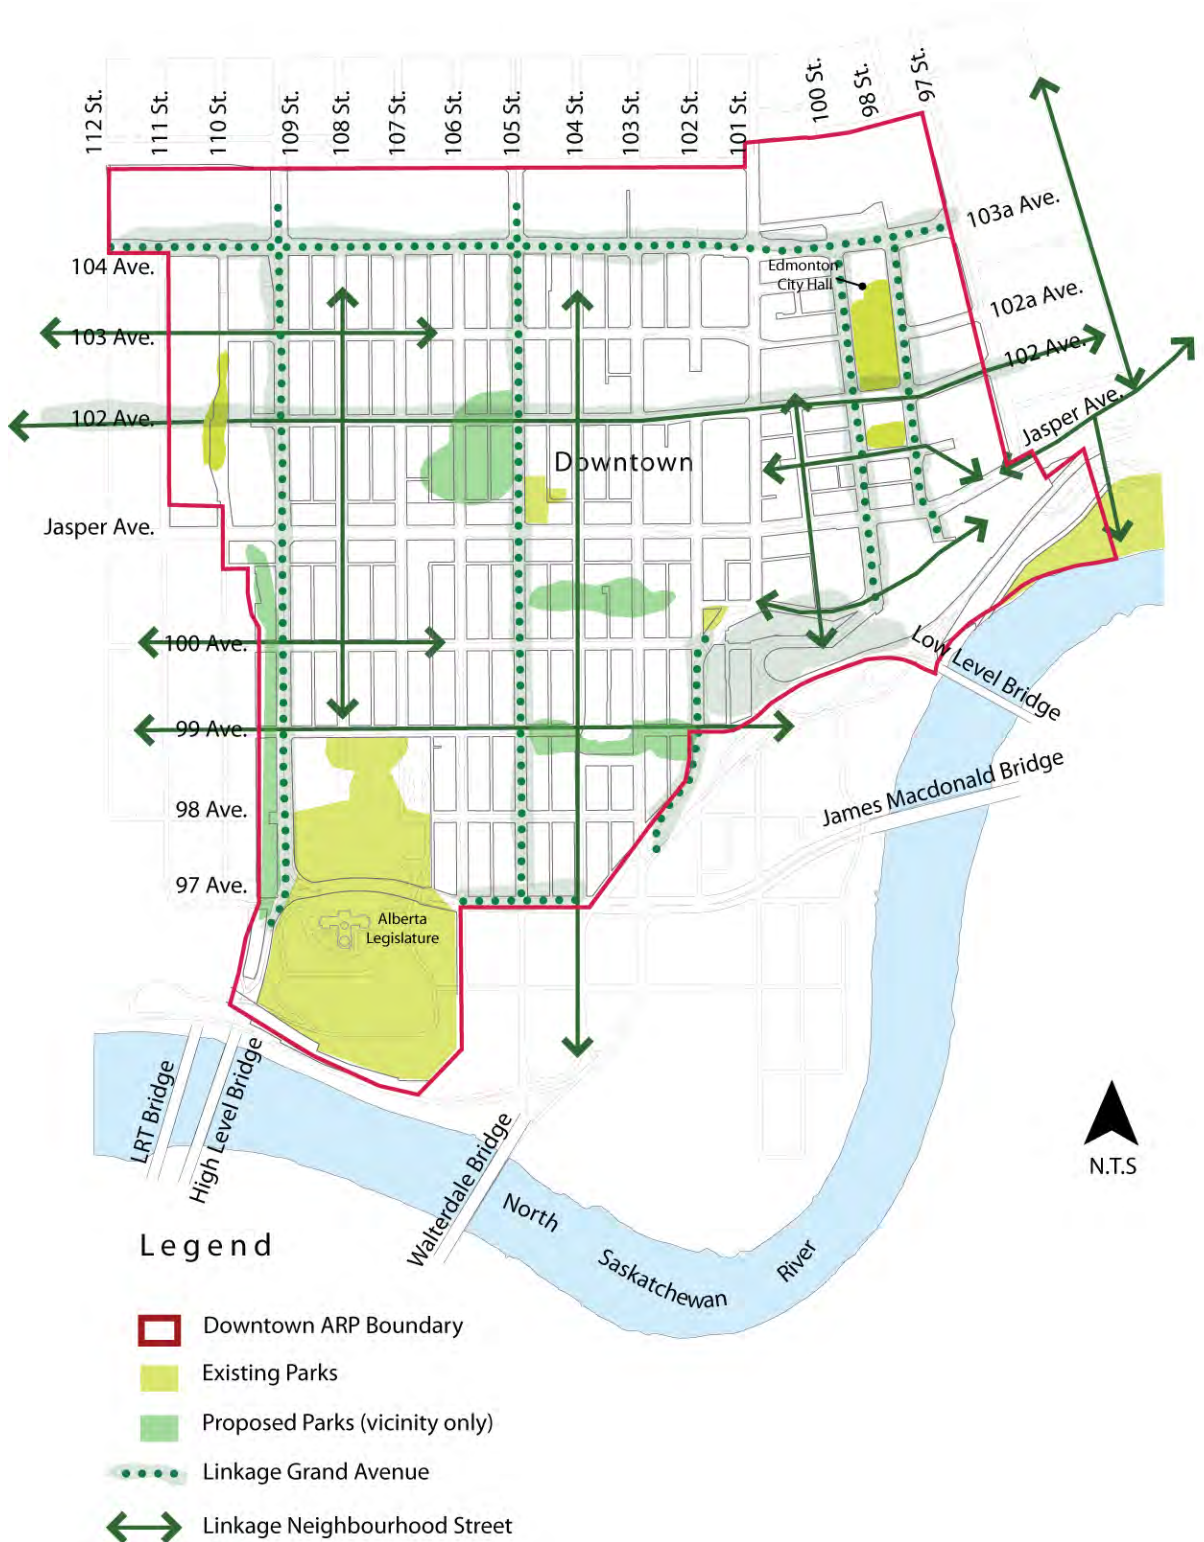 112 St.
111 St.
110 St.
109 St.
108 St.
107 St.
106 St.
105 St.
104 St.
103 St.
102 St.
101 St.
100 St.
98 St.
97 St.
103a Ave.
104 Ave.
Edmonton
City Hall
102a Ave.
103 Ave.
102 Ave.
102 Ave.
Jasper Ave.
Downtown
Jasper Ave.
100 Ave.
Low Level Bridge
99 Ave.
James Macdonald Bridge
98 Ave.
97 Ave.
Alberta
Legislature
LRT Bridge
High Level Bridge
Walterdale Bridge
N.T.S
North
Saskatchewan
River
Legend
Downtown ARP Boundary
Existing Parks
Proposed Parks (vicinity only)
Linkage Grand Avenue
Linkage Neighbourhood Street